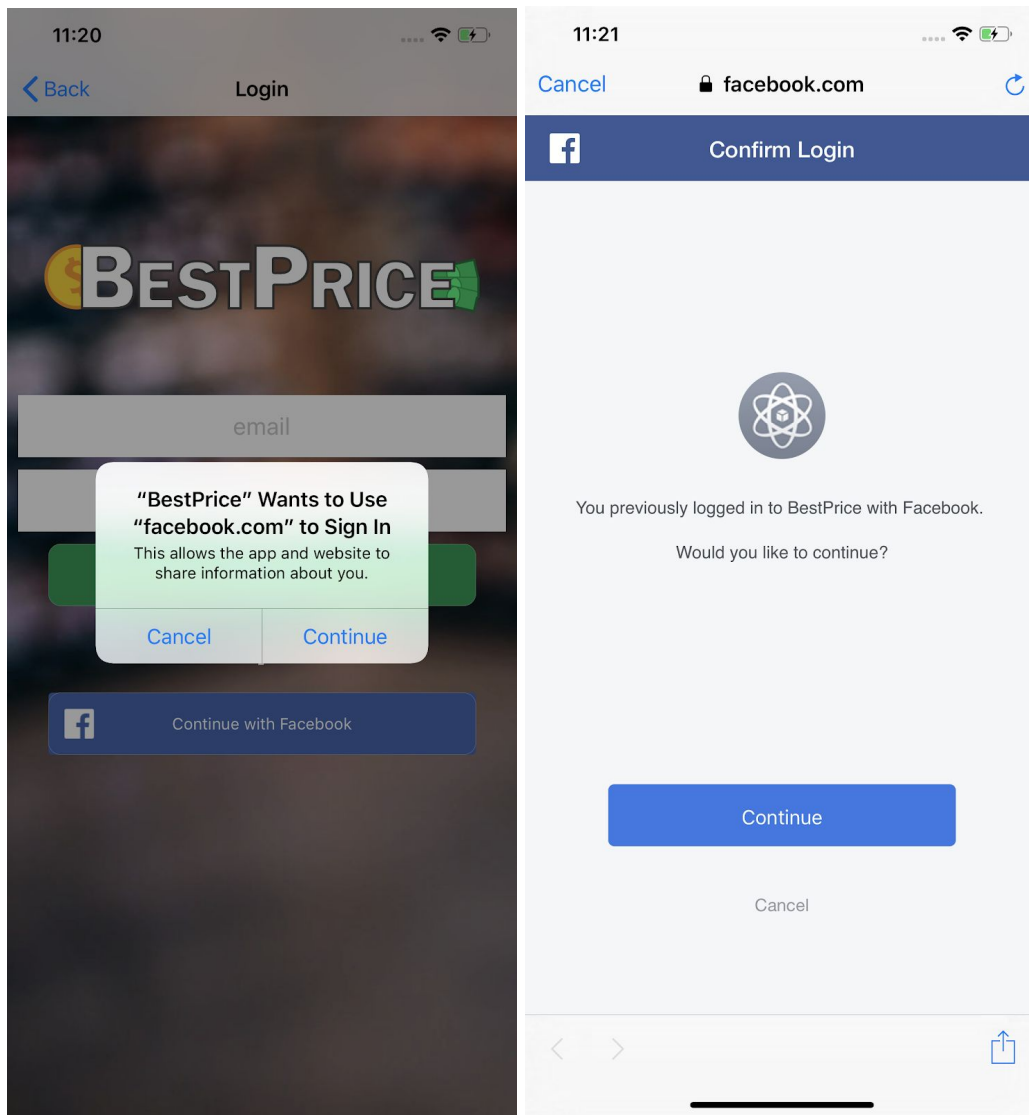 11:20
Back
Login
BESTPRICE
email
“BestPrice” Wants to Use
“facebook.com” to Sign In
This allows the app and website to
share information about you.
Cancel
Continue
Continue with Facebook
11:21
Cancel
facebook.com
Confirm Login
You previously logged in to BestPrice with Facebook.
Would you like to continue?
Continue
Cancel